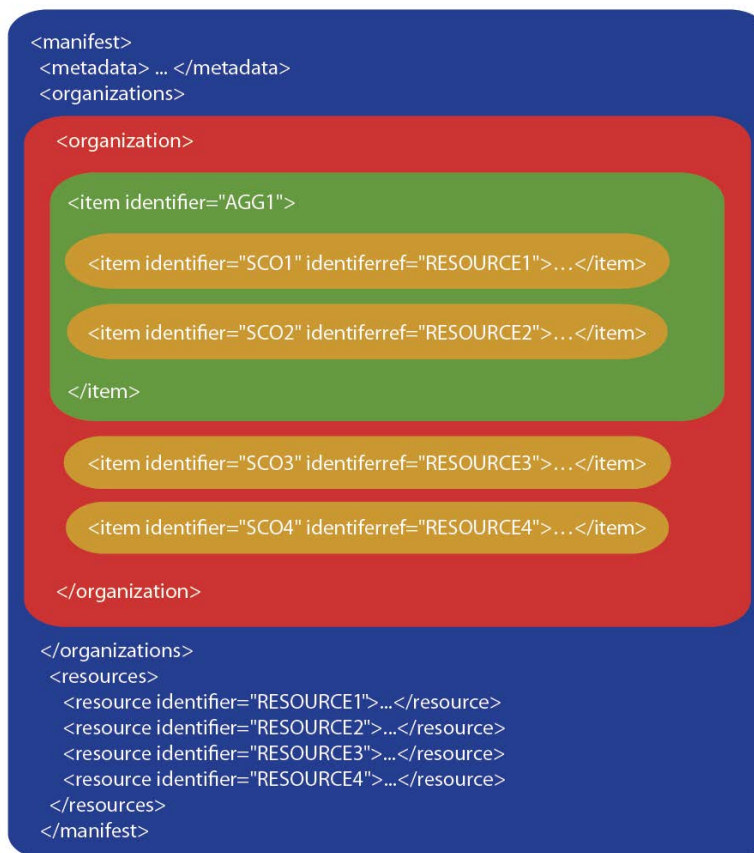 <manifest>
<metadata> ... </metadata>
<organizations>
<organization>
<item identifier="AGG1">
<item identifier="SCO1" identiferref="RESOURCE1">...</item>
<item identifier="SCO2" identiferref="RESOURCE2">...</item>
</item>
<item identifier="SCO3" identiferref="RESOURCE3">...</item>
<item identifier="SCO4" identiferref="RESOURCE4">...</item>
</organization>
</organizations>
<resources>
<resource identifier="RESOURCE1">...</resource>
<resource identifier="RESOURCE2">...</resource>
<resource identifier="RESOURCE3">...</resource>
<resource identifier="RESOURCE4">...</resource>
</resources>
</manifest>